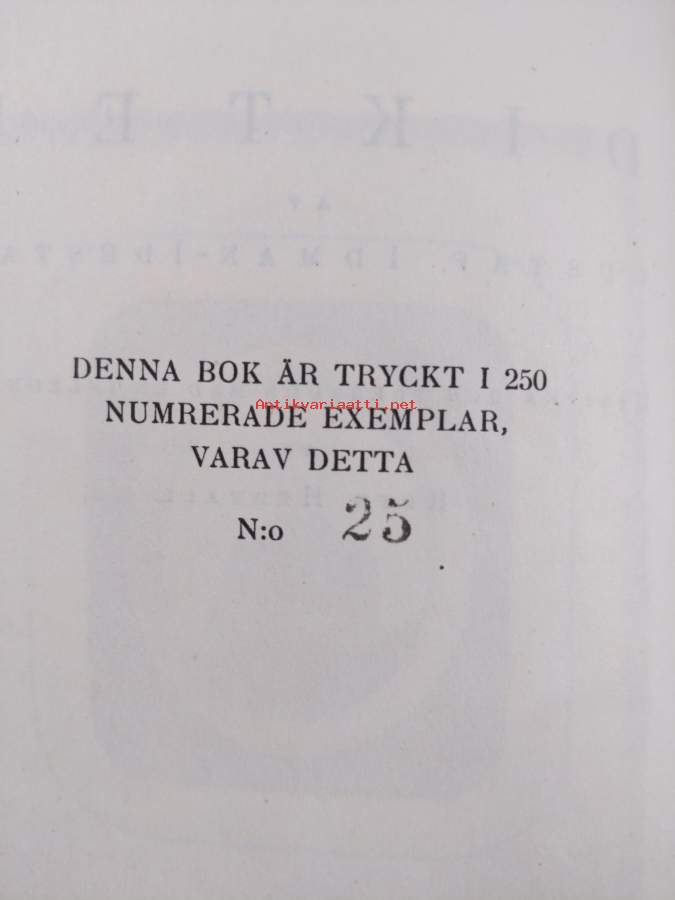 DENNA BOK ÄR TRYCKT I 250
Antikvariaatti.net
NUMRERADE EXEMPLAR,
VARAV DETTA
N:o 25